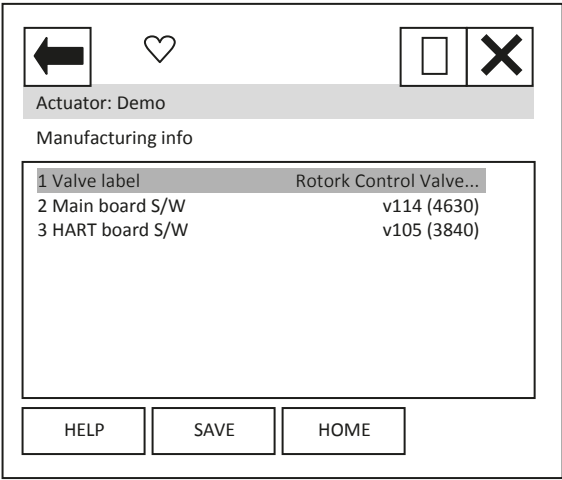 Actuator: Demo
Manufacturing info
1 Valve label Rotork Control Valve...
2 Main board S/W v114 (4630)
3 HART board S/W v105 (3840)
HELP SAVE HOME